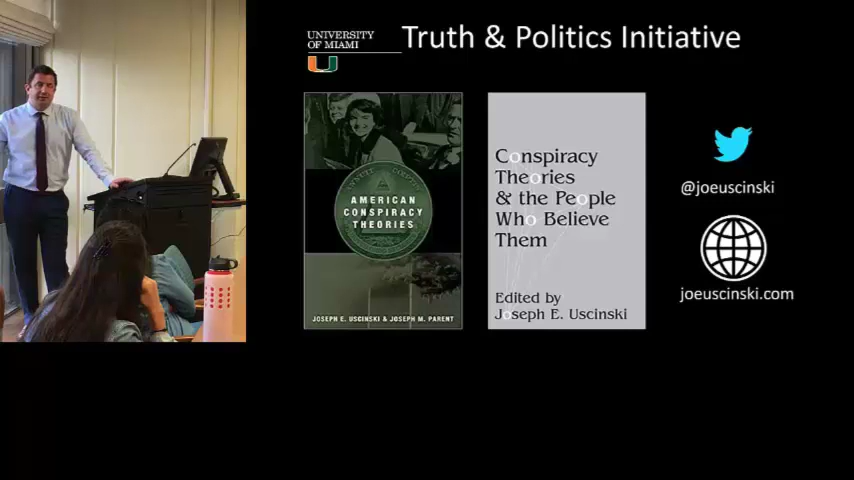 UNIVERSITY
OF MIAMI
Truth & Politics Initiative
AMERICAN
CONSPIRACY
THEORIES
JOSEPH E. USCINSKI & JOSEPH M. PARENT
Conspiracy
Theories
& the People
Who Believe
Them
Edited by
Joseph E. Uscinski
@joeuscinski
joeuscinski.com